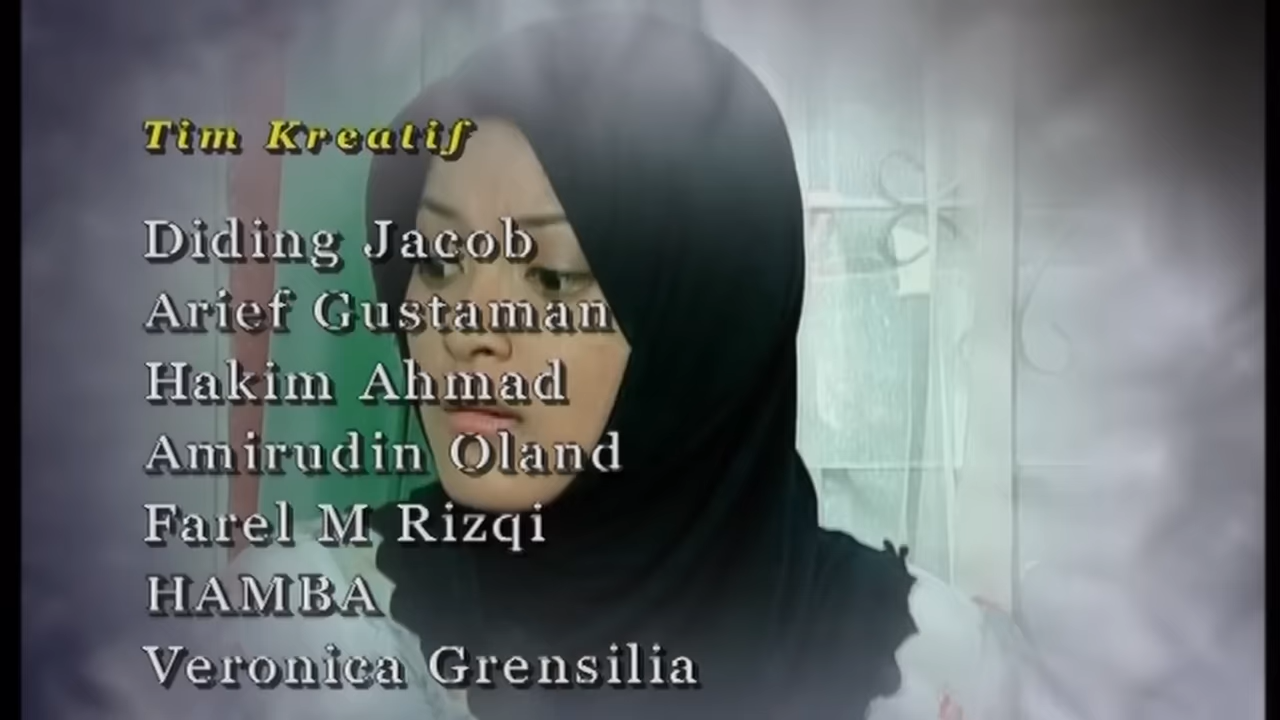 Tim Kreatif
Diding Jacob
Arief Gustaman
Hakim Ahmad
Amirudin Oland
Farel M Rizqi
HAMBA
Veronica Grensilia